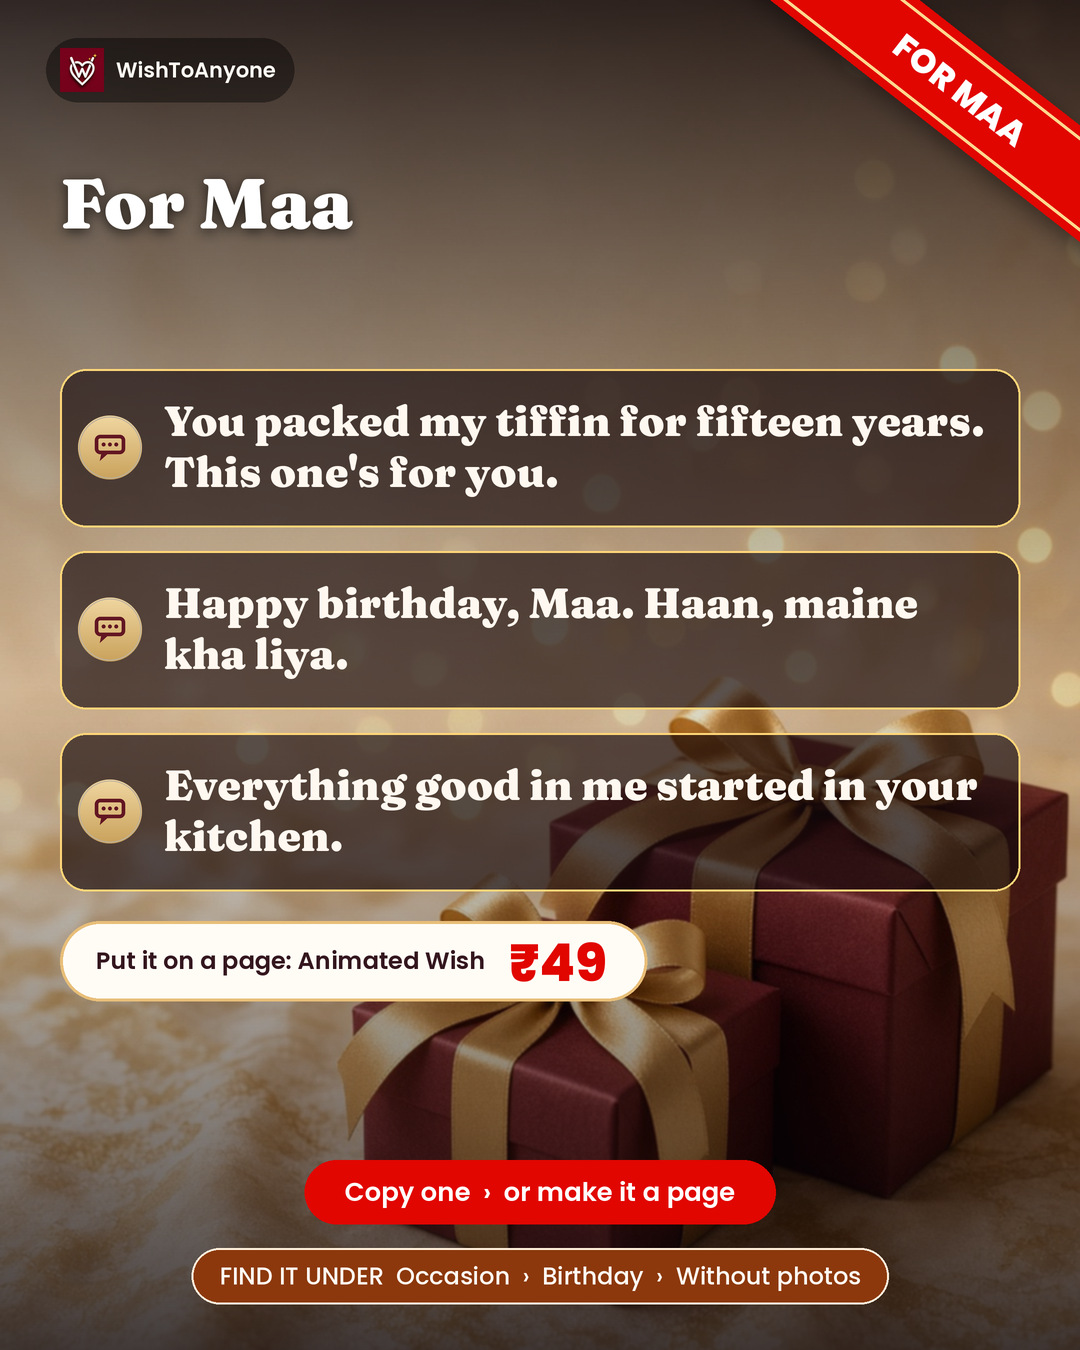 WishToAnyone
FOR MAA
For Maa
You packed my tiffin for fifteen years.
This one's for you.
Happy birthday, Maa. Haan, maine
kha liya.
Everything good in me started in your
kitchen.
Put it on a page: Animated Wish ₹49
Copy one › or make it a page
FIND IT UNDER Occasion › Birthday › Without photos